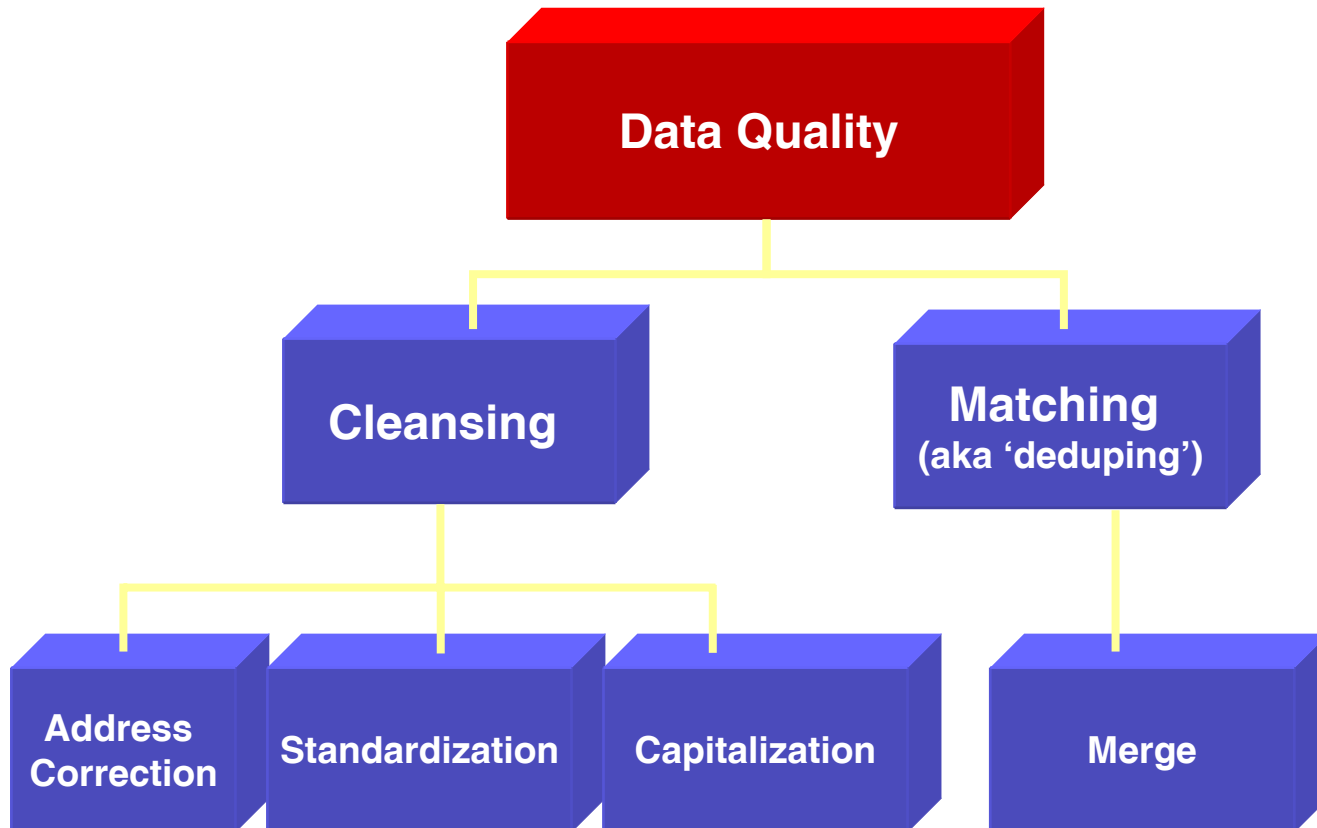 Data Quality
Cleansing
Matching
(aka ‘deduping’)
Address
Correction
Standardization
Capitalization
Merge